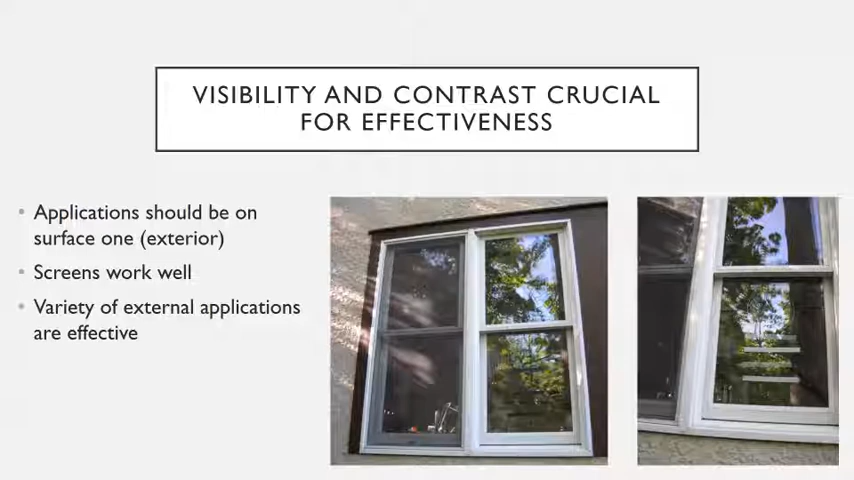 VISIBILITY AND CONTRAST CRUCIAL
FOR EFFECTIVENESS
• Applications should be on
surface one (exterior)
• Screens work well
• Variety of external applications
are effective